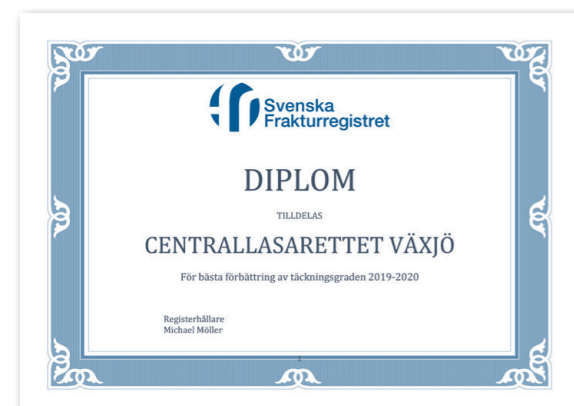 Svenska
Frakturregistret
DIPLOM
TILLDELAS
CENTRALLASARETTET VÄXJÖ
För bästa förbättring av täckningsgraden 2019-2020
Registerhållare
Michael Möller